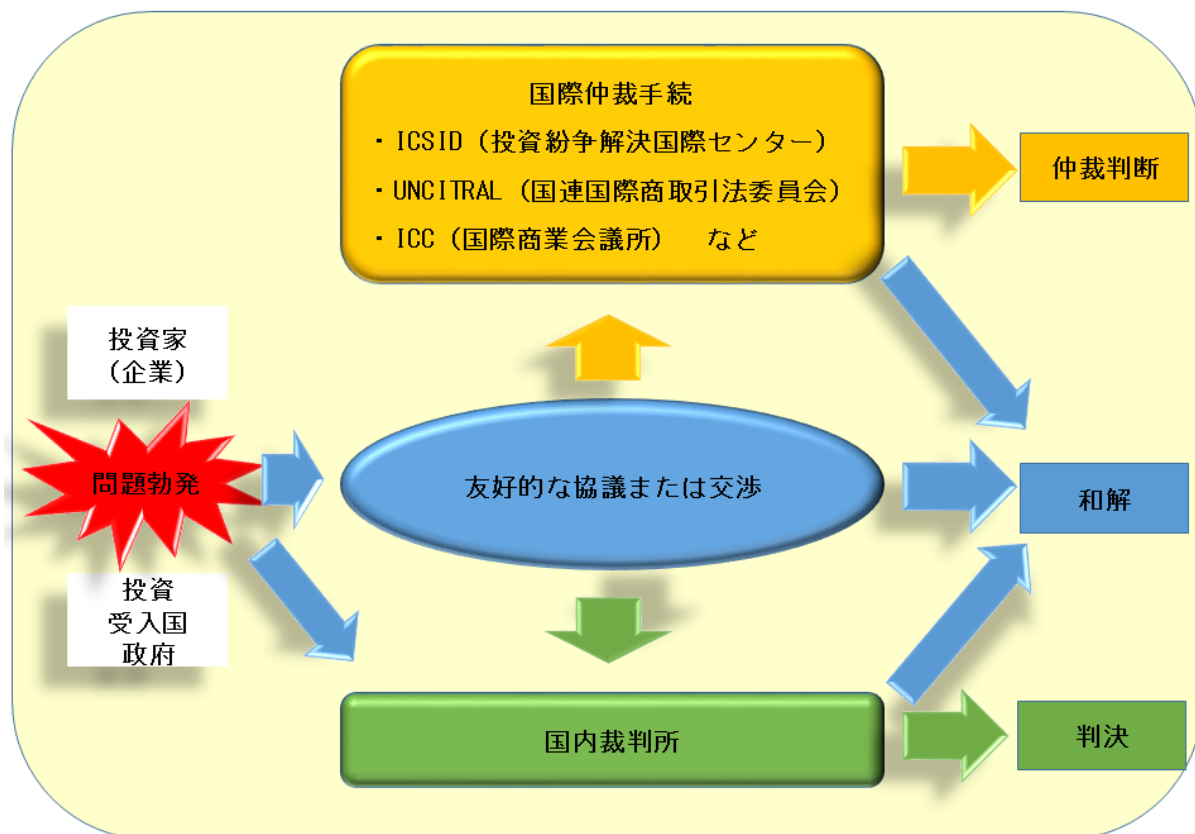 国際仲裁手続
・ICSID（投資紛争解決国際センター）
・UNCITRAL（国連国際商取引法委員会）
・ICC（国際商業会議所）　など
仲裁判断
投資家
（企業）
問題勃発
友好的な協議または交渉
和解
投資
受入国
政府
国内裁判所
判決